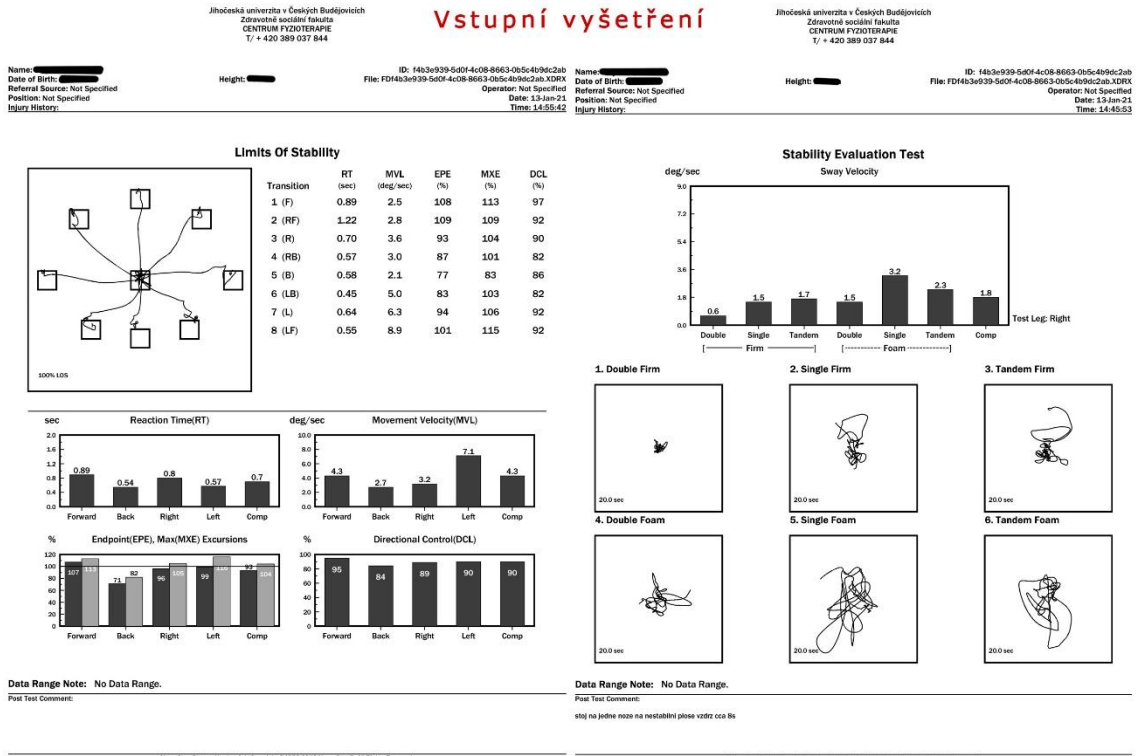 Vstupní vyšetření
Jihočeská univerzita v Českých Budějovicích
Zdravotně sociální fakulta
CENTRUM FYZIOTERAPIE
T/ + 420 389 037 844
Name:
Date of Birth:
Height:
Referral Source: Not Specified
Position: Not Specified
Injury History:
ID: f4b3e939-5d0f-4c08-8663-0b5c4b9dc2ab
File: FDf4b3e939-5d0f-4c08-8663-0b5c4b9dc2ab.XDRX
Operator: Not Specified
Date: 13-Jan-21
Time: 14:55:42
Limits Of Stability
100% LOS
Transition RT (sec) MVL (deg/sec) EPE (%) MXE (%) DCL (%)
1 (F) 0.89 2.5 108 113 97
2 (RF) 1.22 2.8 109 109 92
3 (R) 0.70 3.6 93 104 90
4 (RB) 0.57 3.0 87 101 82
5 (B) 0.58 2.1 77 83 86
6 (LB) 0.45 5.0 83 103 82
7 (L) 0.64 6.3 94 106 92
8 (LF) 0.55 8.9 101 115 92
sec Reaction Time(RT)
2.0
1.6
1.2
0.8
0.4
0.0
0.89 0.54 0.8 0.57 0.7
Forward Back Right Left Comp
deg/sec Movement Velocity(MVL)
10.0
8.0
6.0
4.0
2.0
0.0
4.3 2.7 3.2 7.1 4.3
Forward Back Right Left Comp
% Endpoint(EPE), Max(MXE) Excursions
120
100
80
60
40
20
0
107 113 71 82 96 105 99 93 104
Forward Back Right Left Comp
% Directional Control(DCL)
120
100
80
60
40
20
0
95 84 89 90 90
Forward Back Right Left Comp
Data Range Note: No Data Range.
Post Test Comment:
Jihočeská univerzita v Českých Budějovicích
Zdravotně sociální fakulta
CENTRUM FYZIOTERAPIE
T/ + 420 389 037 844
Name:
Date of Birth:
Height:
Referral Source: Not Specified
Position: Not Specified
Injury History:
ID: f4b3e939-5d0f-4c08-8663-0b5c4b9dc2ab
File: FDf4b3e939-5d0f-4c08-8663-0b5c4b9dc2ab.XDRX
Operator: Not Specified
Date: 13-Jan-21
Time: 14:45:53
Stability Evaluation Test
deg/sec Sway Velocity
9.0
7.2
5.4
3.6
1.8
0.0
0.6 1.5 1.7 1.5 3.2 2.3 1.8
Double Single Tandem Double Single Tandem Comp
Firm Foam
Test Leg: Right
1. Double Firm 2. Single Firm 3. Tandem Firm
20.0 sec 20.0 sec 20.0 sec
4. Double Foam 5. Single Foam 6. Tandem Foam
20.0 sec 20.0 sec 20.0 sec
Data Range Note: No Data Range.
Post Test Comment:
stoj na jedne noze na nestabilni plose vzdrz cca 8s